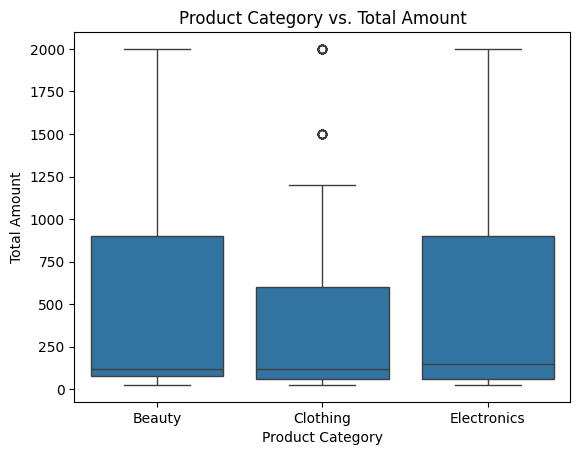 Product Category vs. Total Amount
Total Amount
2000
1750
1500
1250
1000
750
500
250
0
Beauty Clothing Electronics
Product Category